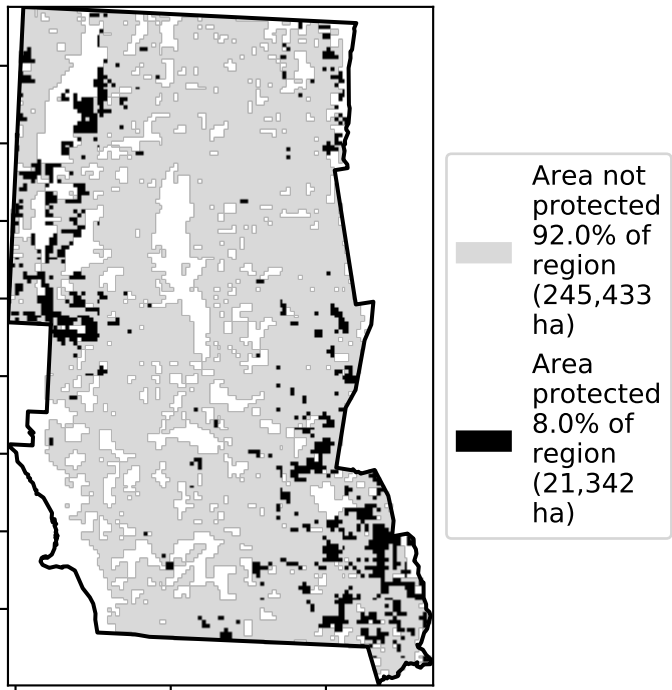 Area not
protected
92.0% of
region
(245,433
ha)
Area
protected
8.0% of
region
(21,342
ha)